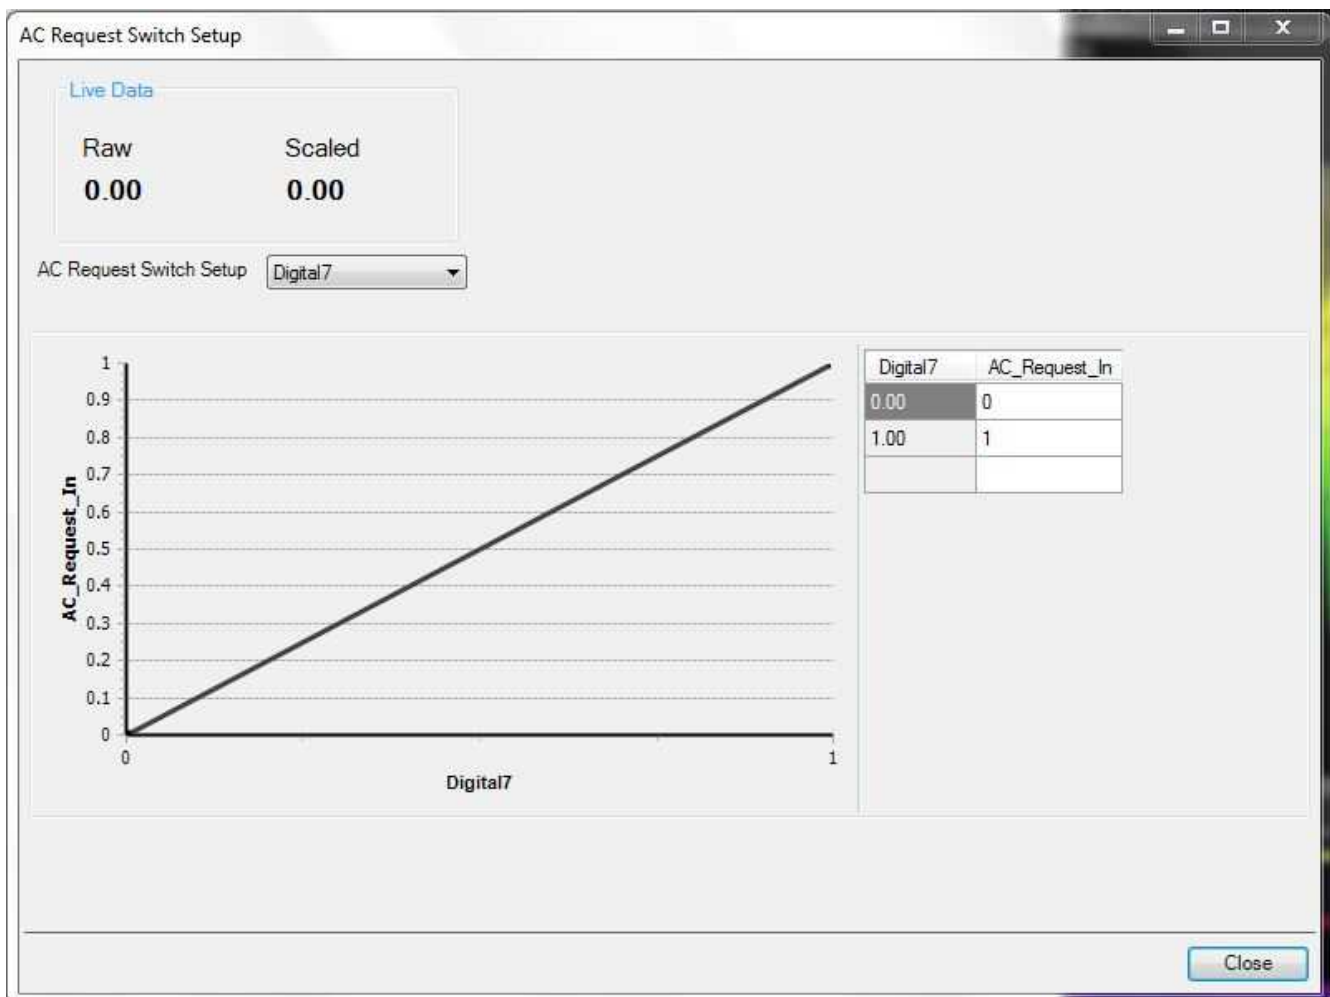 AC Request Switch Setup
Live Data
Raw Scaled
0.00 0.00
AC Request Switch Setup Digital7
1
0.9
0.8
0.7
0.6
0.5
0.4
0.3
0.2
0.1
0
AC_Request_In
0 1
Digital7
Digital7 AC_Request_In
0.00 0
1.00 1
Close